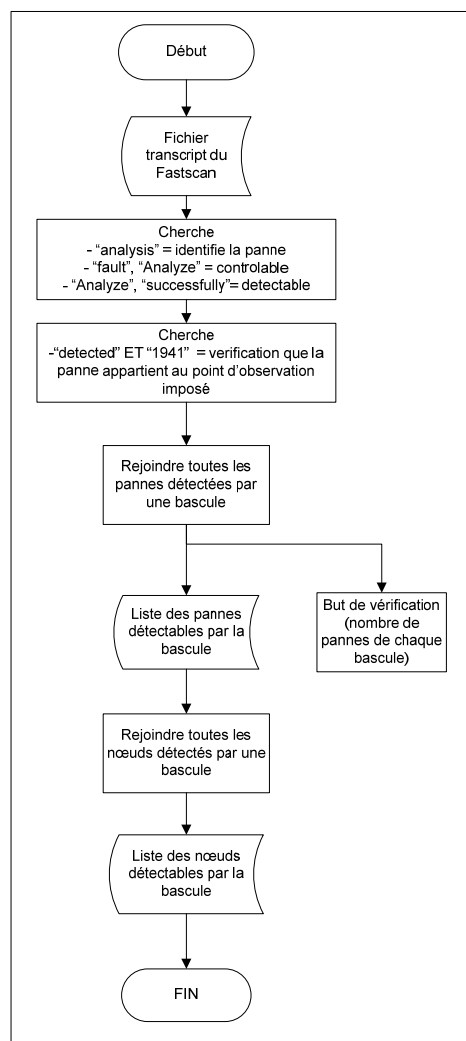 Début
Fichier
transcript du
Fastscan
Cherche
- “analysis” = identifie la panne
- “fault”, “Analyze” = controlable
- “Analyze”, “successfully”= detectable
Cherche
-“detected” ET “1941” = verification que la
panne appartient au point d’observation
imposé
Rejoindre toutes les
pannes détectées par
une bascule
Liste des pannes
détectables par la
bascule
But de vérification
(nombre de
pannes de chaque
bascule)
Rejoindre toutes les
nœuds détectés par une
bascule
Liste des nœuds
détectables par la
bascule
FIN